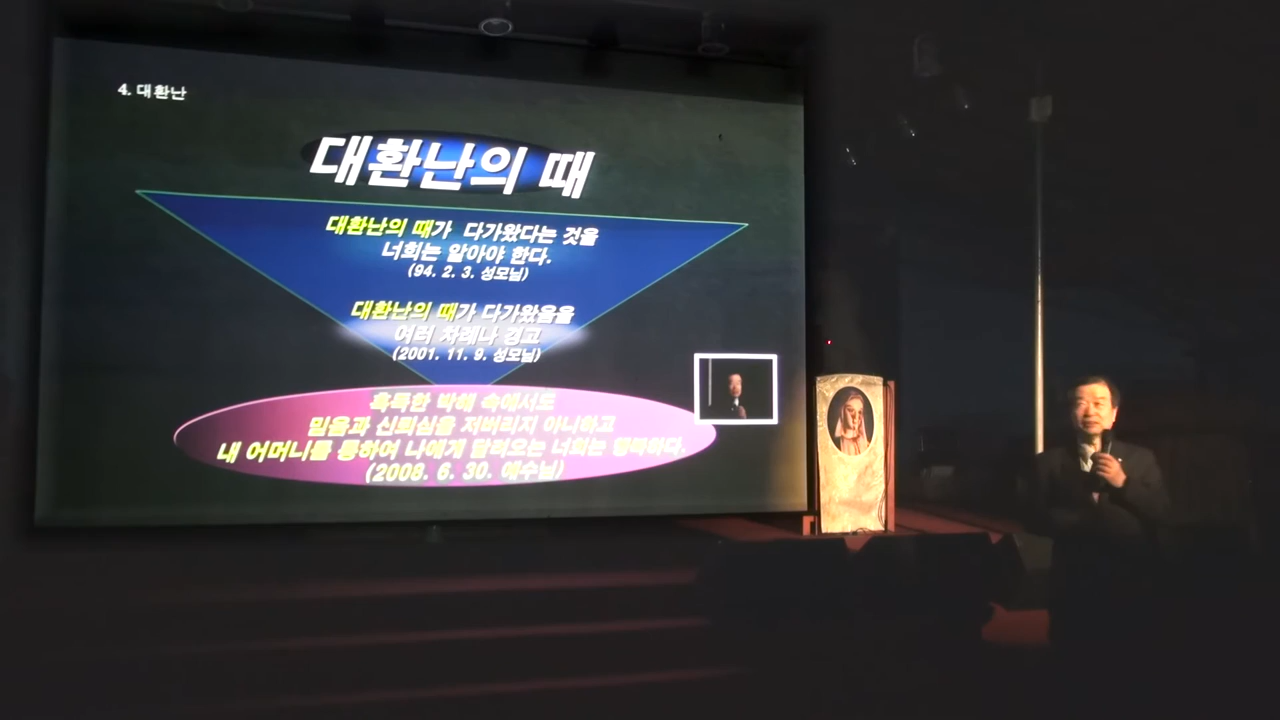 4. 대환난
대환난의 때
대환난의 때가 다가왔다는 것을
너희는 알아야 한다.
(94. 2. 3. 성모님)
대환난의 때가 다가왔음을
여러 차례나 경고
(2001. 11. 9. 성모님)
혹독한 박해 속에서도
믿음과 신뢰심을 저버리지 아니하고
내 어머니를 통하여 나에게 달려오는 너희는 행복하다.
(2008. 6. 30. 예수님)